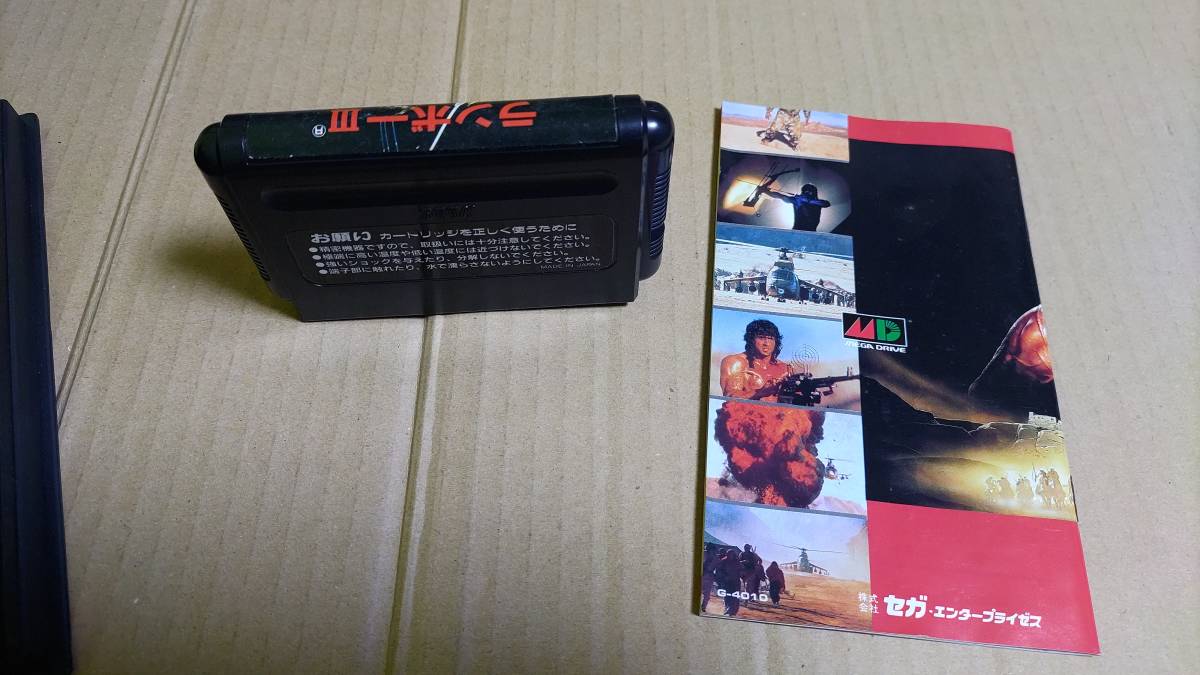 ランボーIII
お願い カートリッジを正しく使うために
●精密機器ですので、取扱いには十分注意してください。
●極端に高い温度や低い温度には近づけないでください。
●強いショックを与えたり、分解しないでください。
●端子部に触れたり、水で濡らさないようにしてください。
MADE IN JAPAN
MD
MEGA DRIVE
G-4010
株式会社 セガ・エンタープライゼス